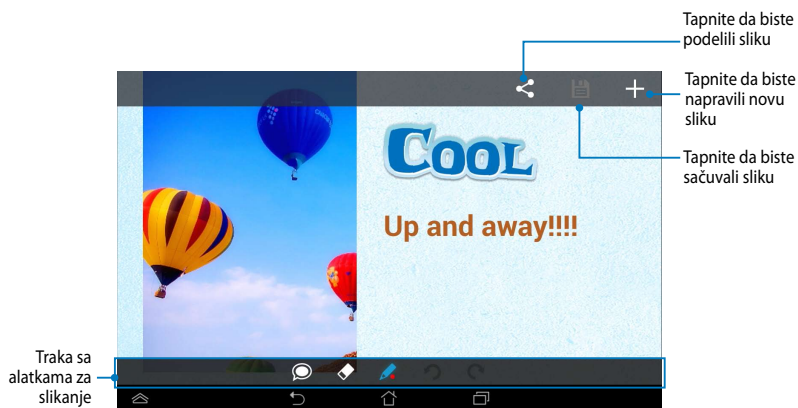 Tapnite da biste
podelili sliku
Tapnite da biste
napravili novu
sliku
Tapnite da biste
sačuvali sliku
COOL
Up and away!!!!
Traka sa
alatkama za
slikanje